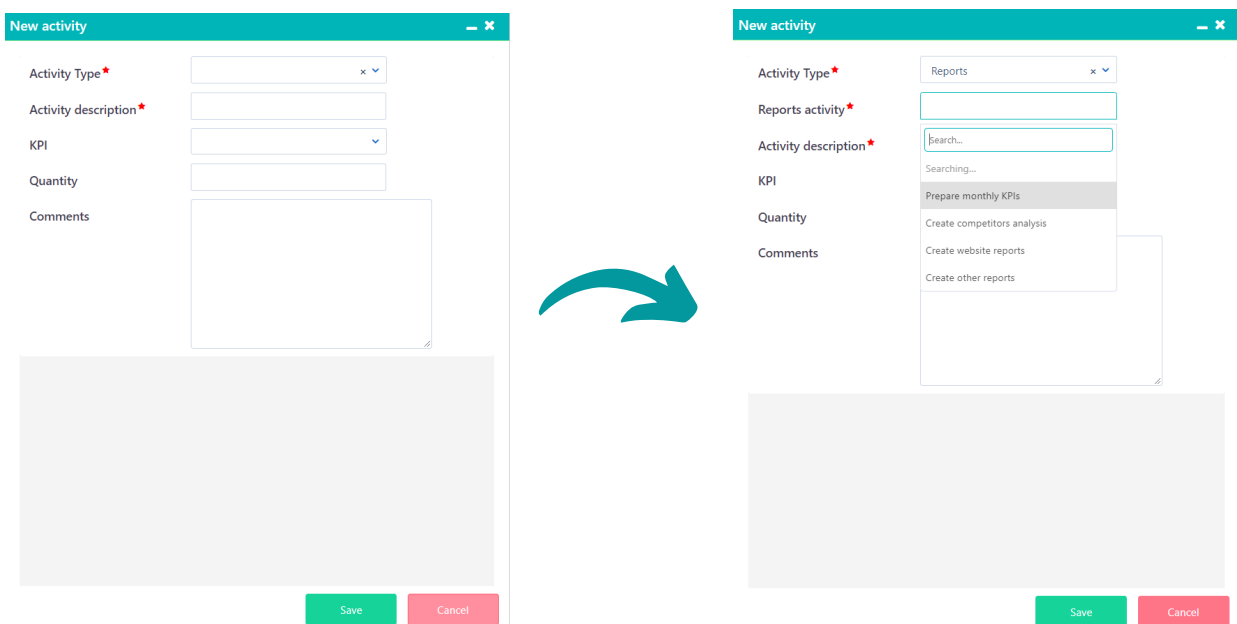 New activity
Activity Type*
Activity description*
KPI
Quantity
Comments
Save
Cancel
New activity
Activity Type*
Reports
Reports activity*
Activity description*
Search...
Searching...
KPI
Prepare monthly KPIs
Quantity
Create competitors analysis
Comments
Create website reports
Create other reports
Save
Cancel